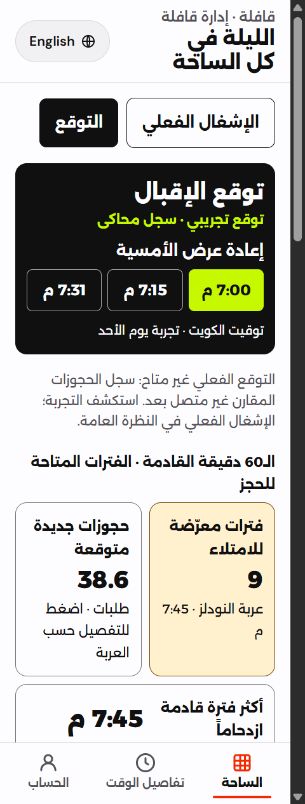 قافلة · إدارة قافلة
الليلة في
كل الساحة
English
الإشغال الفعلي
التوقع
توقع الإقبال
توقع تجريبي · سجل محاكى
إعادة عرض الأمسية
7:00 م
7:15 م
7:31 م
توقيت الكويت · تجربة يوم الأحد
التوقع الفعلي غير متاح: سجل الحجوزات
المقارن غير متصل بعد. استكشف التجربة؛
الإشغال الفعلي في النظرة العامة.
الـ60 دقيقة القادمة · الفترات المتاحة
للحجز
فترات معرّضة
للامتلاء
9
عربة النودلز · 7:45
م
حجوزات جديدة
متوقعة
38.6
طلبات · اضغط
للتفصيل حسب
العربة
أكثر فترة قادمة
ازدحاماً
7:45 م
الساحة
تفاصيل الوقت
الحساب